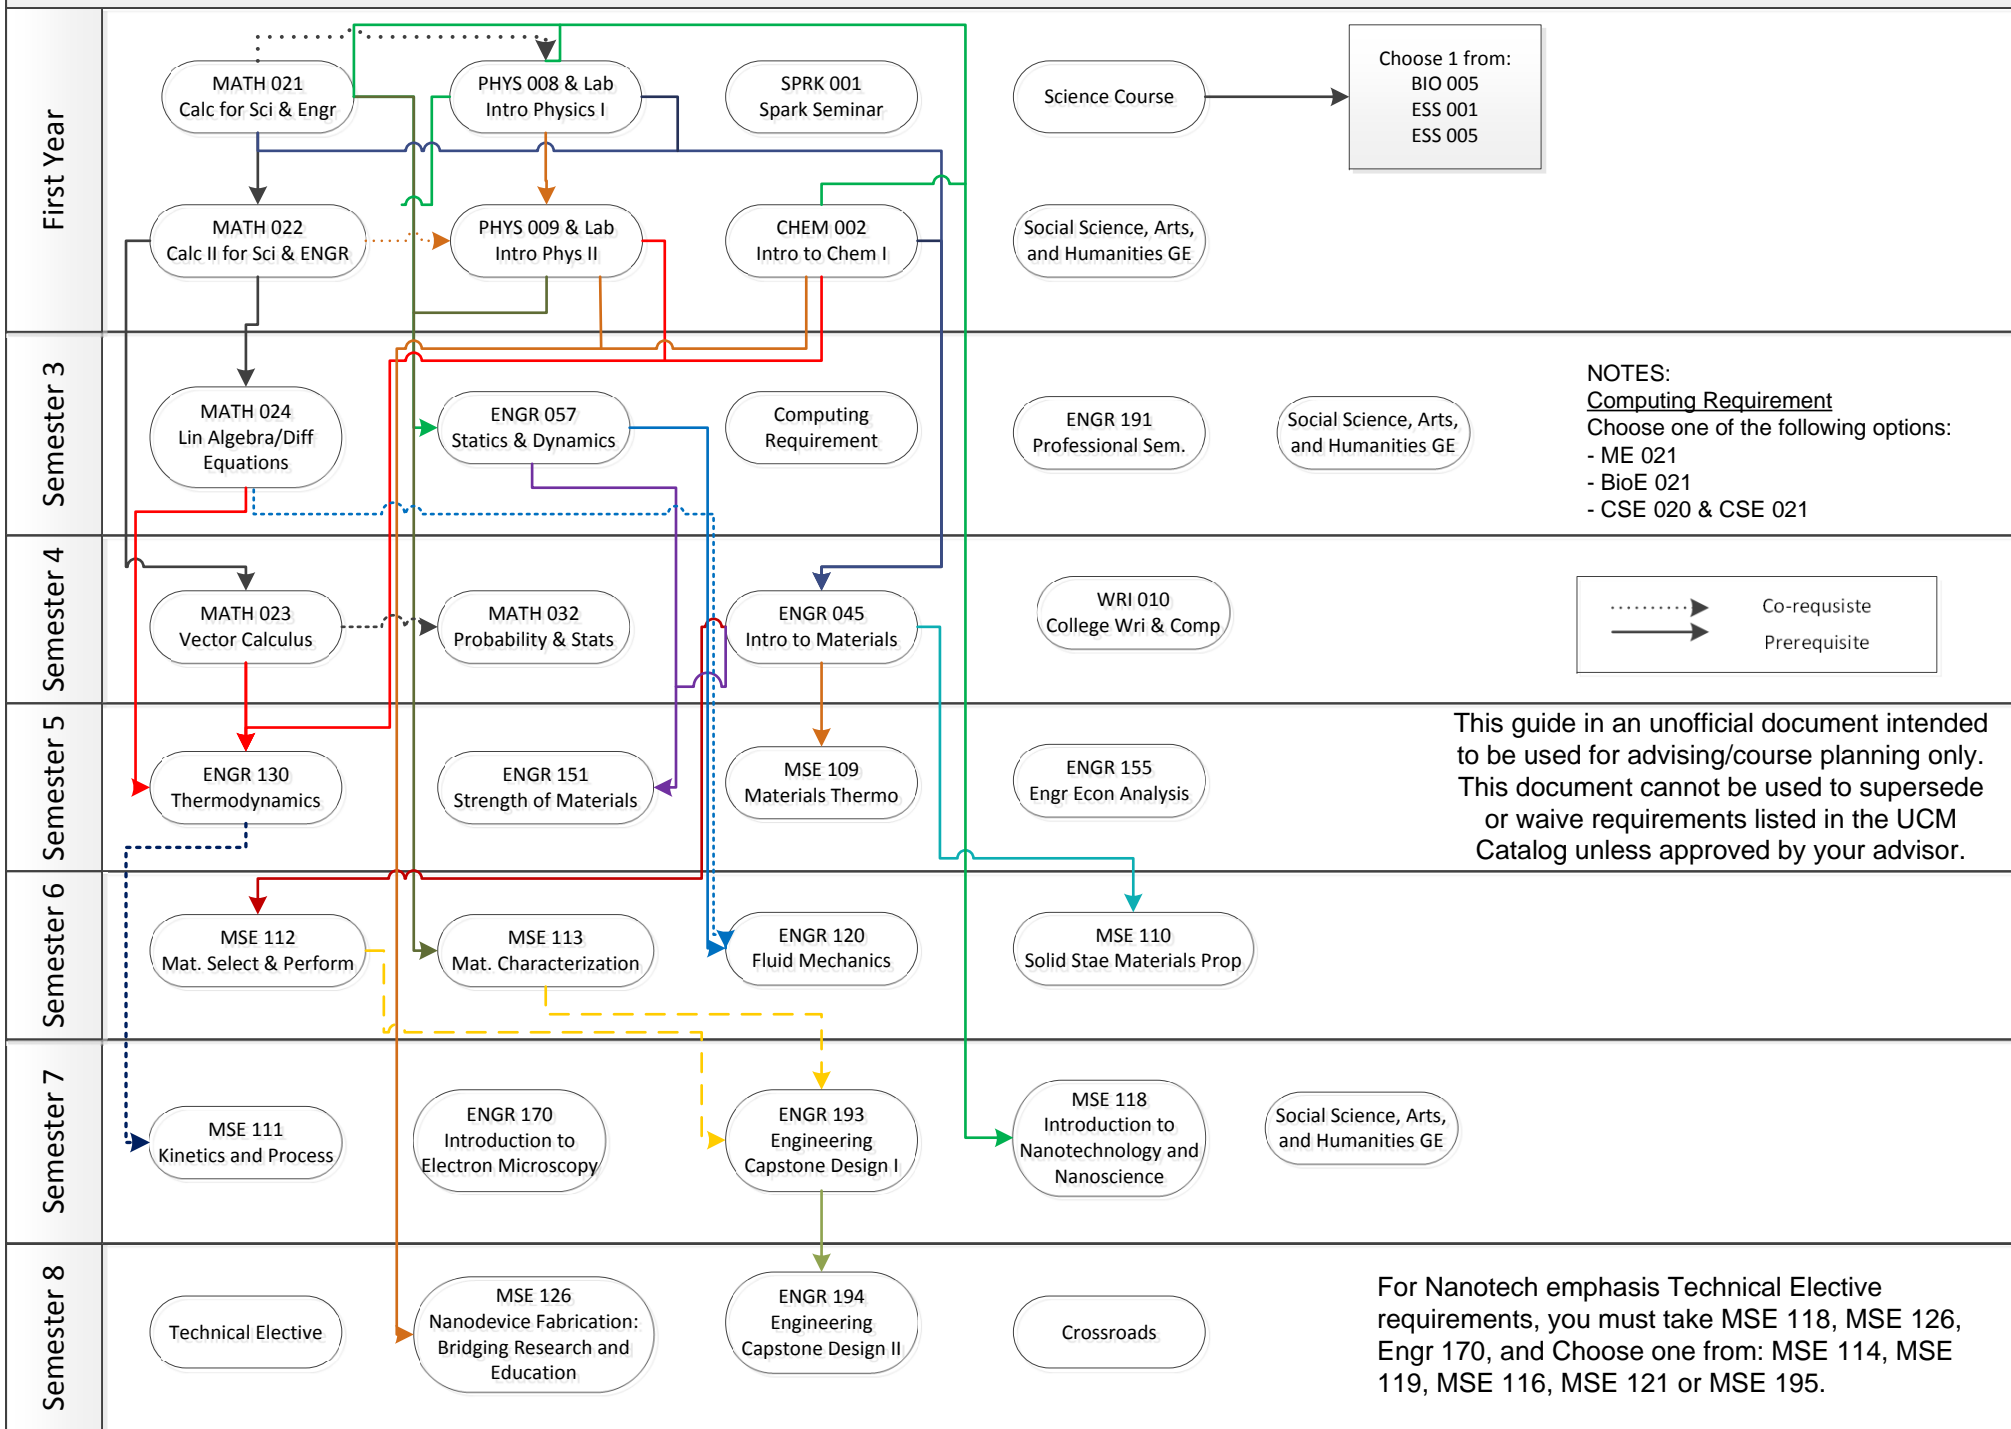 First Year
MATH 021
Calc for Sci & Engr
PHYS 008 & Lab
Intro Physics I
SPRK 001
Spark Seminar
Science Course
Choose 1 from:
BIO 005
ESS 001
ESS 005
MATH 022
Calc II for Sci & ENGR
PHYS 009 & Lab
Intro Phys II
CHEM 002
Intro to Chem I
Social Science, Arts,
and Humanities GE
Semester 3
MATH 024
Lin Algebra/Diff
Equations
ENGR 057
Statics & Dynamics
Computing
Requirement
ENGR 191
Professional Sem.
Social Science, Arts,
and Humanities GE
NOTES:
Computing Requirement
Choose one of the following options:
- ME 021
- BioE 021
- CSE 020 & CSE 021
Semester 4
MATH 023
Vector Calculus
MATH 032
Probability & Stats
ENGR 045
Intro to Materials
WRI 010
College Wri & Comp
Co-requsiste
Prerequisite
Semester 5
ENGR 130
Thermodynamics
ENGR 151
Strength of Materials
MSE 109
Materials Thermo
ENGR 155
Engr Econ Analysis
This guide in an unofficial document intended
to be used for advising/course planning only.
This document cannot be used to supersede
or waive requirements listed in the UCM
Catalog unless approved by your advisor.
Semester 6
MSE 112
Mat. Select & Perform
MSE 113
Mat. Characterization
ENGR 120
Fluid Mechanics
MSE 110
Solid Stae Materials Prop
Semester 7
MSE 111
Kinetics and Process
ENGR 170
Introduction to
Electron Microscopy
ENGR 193
Engineering
Capstone Design I
MSE 118
Introduction to
Nanotechnology and
Nanoscience
Social Science, Arts,
and Humanities GE
Semester 8
Technical Elective
MSE 126
Nanodevice Fabrication:
Bridging Research and
Education
ENGR 194
Engineering
Capstone Design II
Crossroads
For Nanotech emphasis Technical Elective
requirements, you must take MSE 118, MSE 126,
Engr 170, and Choose one from: MSE 114, MSE
119, MSE 116, MSE 121 or MSE 195.